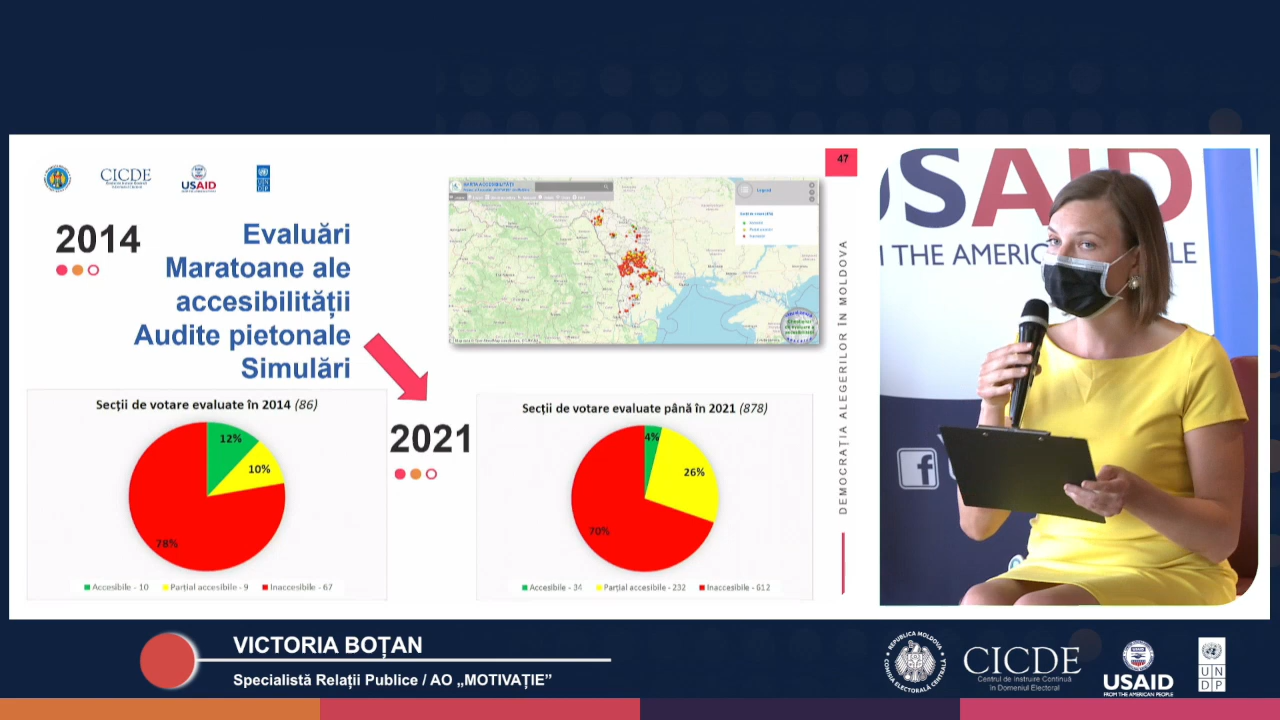 47
CICDE
USAID
2014
Evaluări
Maratoane ale
accesibilității
Audite pietonale
Simulări
HARTA ACCESIBILITĂȚII
Legend
DEMOCRAȚIA ALEGERILOR ÎN MOLDOVA
Secții de votare evaluate în 2014 (86)
12%
10%
78%
Accesibile - 10 Parțial accesibile - 9 Inaccesibile - 67
2021
Secții de votare evaluate până în 2021 (878)
4%
26%
70%
Accesibile - 34 Parțial accesibile - 232 Inaccesibile - 612
USAID
THE AMERIC
LE
f
VICTORIA BOȚAN
Specialistă Relații Publice / AO „MOTIVAȚIE”
REPUBLICA MOLDOVA
COMISIA ELECTORALĂ CENTRALĂ
CICDE
Centrul de Instruire Continuă
în Domeniul Electoral
USAID
FROM THE AMERICAN PEOPLE
U N
D P